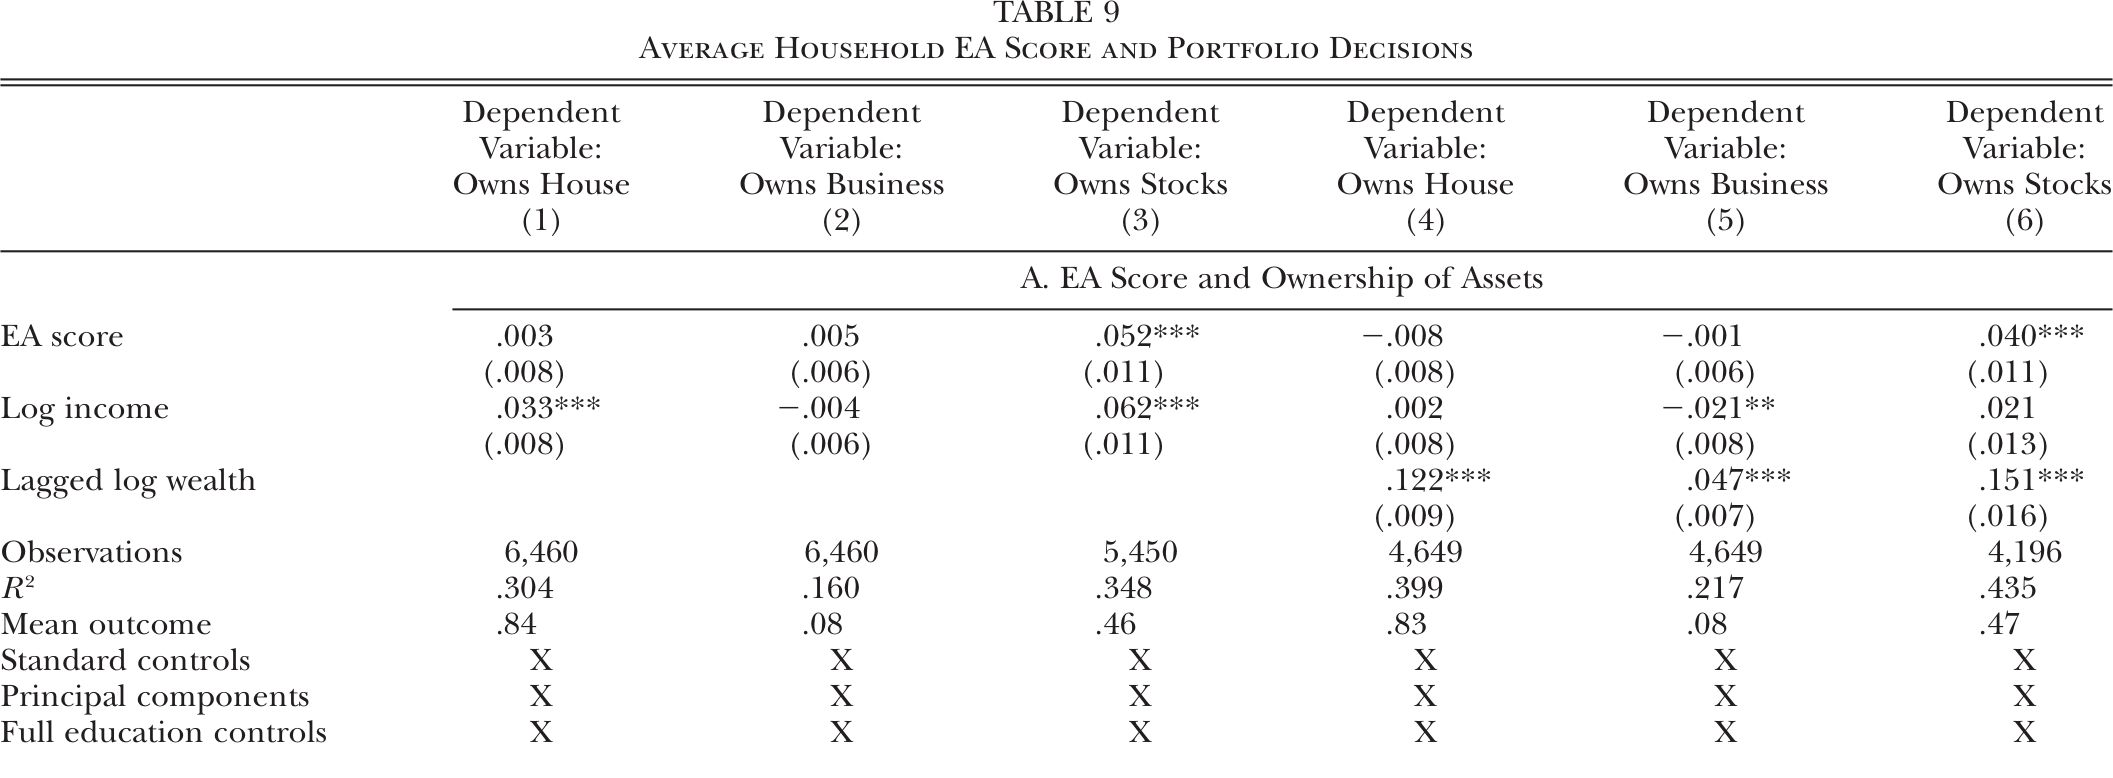 TABLE 9
Average Household EA Score and Portfolio Decisions
Dependent Dependent Dependent Dependent Dependent Dependent
Variable: Variable: Variable: Variable: Variable: Variable:
Owns House Owns Business Owns Stocks Owns House Owns Business Owns Stocks
(1) (2) (3) (4) (5) (6)
A. EA Score and Ownership of Assets
EA score .003 .005 .052*** −.008 −.001 .040***
(.008) (.006) (.011) (.008) (.006) (.011)
Log income .033*** −.004 .062*** .002 −.021** .021
(.008) (.006) (.011) (.008) (.008) (.013)
Lagged log wealth .122*** .047*** .151***
(.009) (.007) (.016)
Observations 6,460 6,460 5,450 4,649 4,649 4,196
R² .304 .160 .348 .399 .217 .435
Mean outcome .84 .08 .46 .83 .08 .47
Standard controls X X X X X X
Principal components X X X X X X
Full education controls X X X X X X